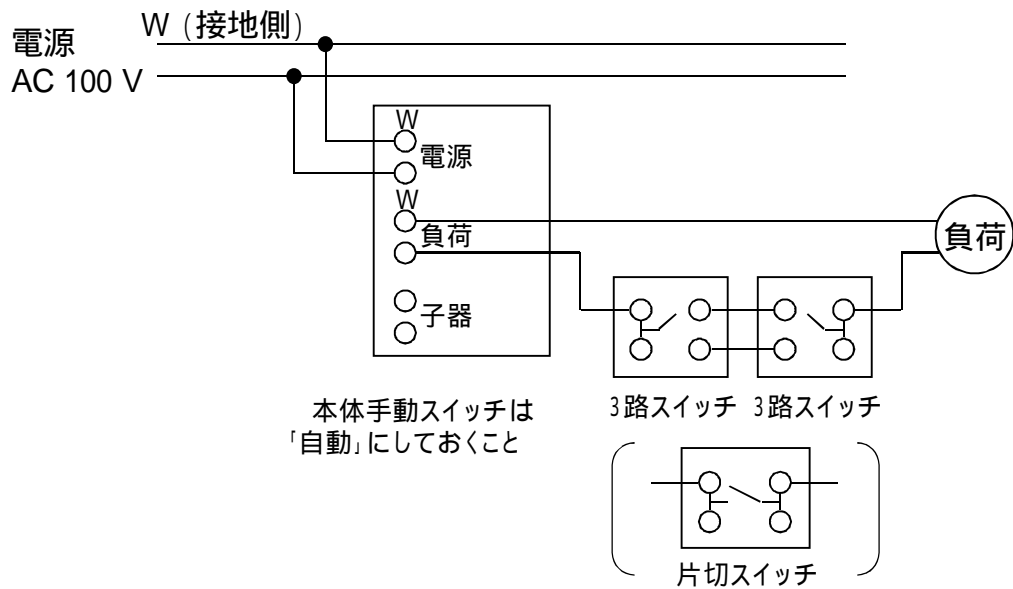 W（接地側）
電源
AC 100 V
W
電源
W
負荷
負荷
子器
本体手動スイッチは
「自動」にしておくこと
3路スイッチ 3路スイッチ
片切スイッチ